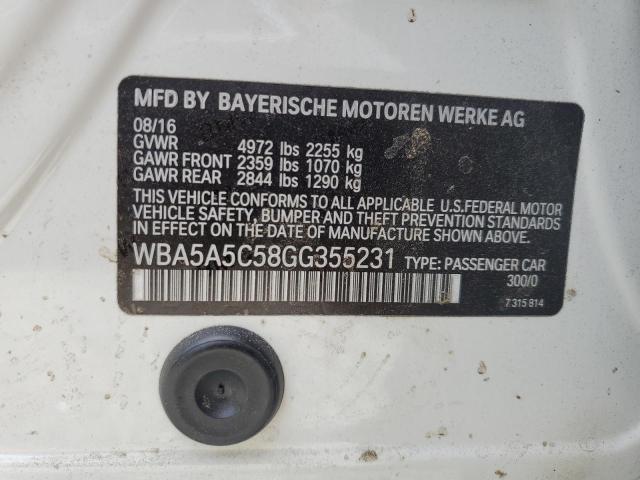 MFD BY BAYERISCHE MOTOREN WERKE AG
08/16
GVWR 4972 lbs 2255 kg
GAWR FRONT 2359 lbs 1070 kg
GAWR REAR 2844 lbs 1290 kg
THIS VEHICLE CONFORMS TO ALL APPLICABLE U.S.FEDERAL MOTOR
VEHICLE SAFETY, BUMPER AND THEFT PREVENTION STANDARDS
IN EFFECT ON THE DATE OF MANUFACTURE SHOWN ABOVE.
WBA5A5C58GG355231 TYPE: PASSENGER CAR
300/0
7 315 814